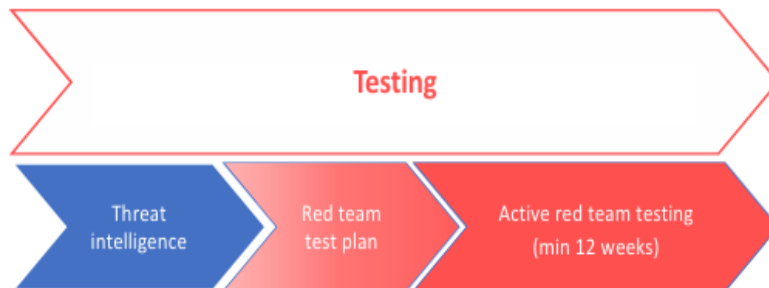 Testing
Threat
intelligence
Red team
test plan
Active red team testing
(min 12 weeks)